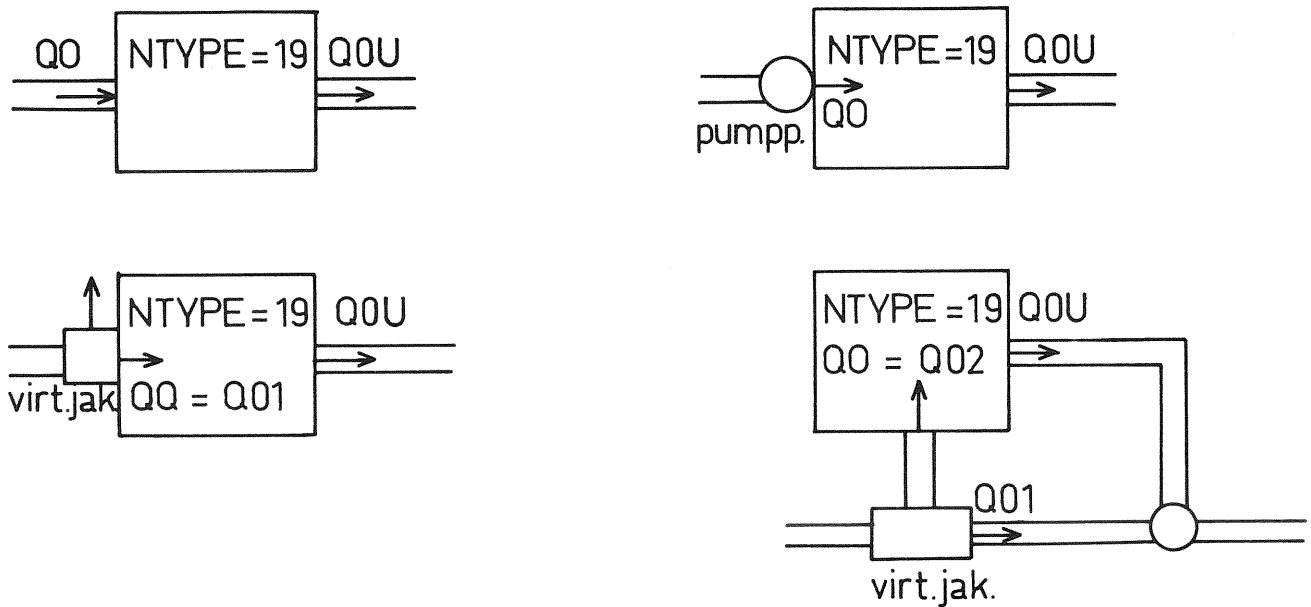 QO NTYPE=19 QOU
NTYPE=19 QOU
QO
pumpp.
NTYPE=19 QOU
virt.jak. QQ = QO1
NTYPE=19 QOU
QO = QO2
QO1
virt.jak.